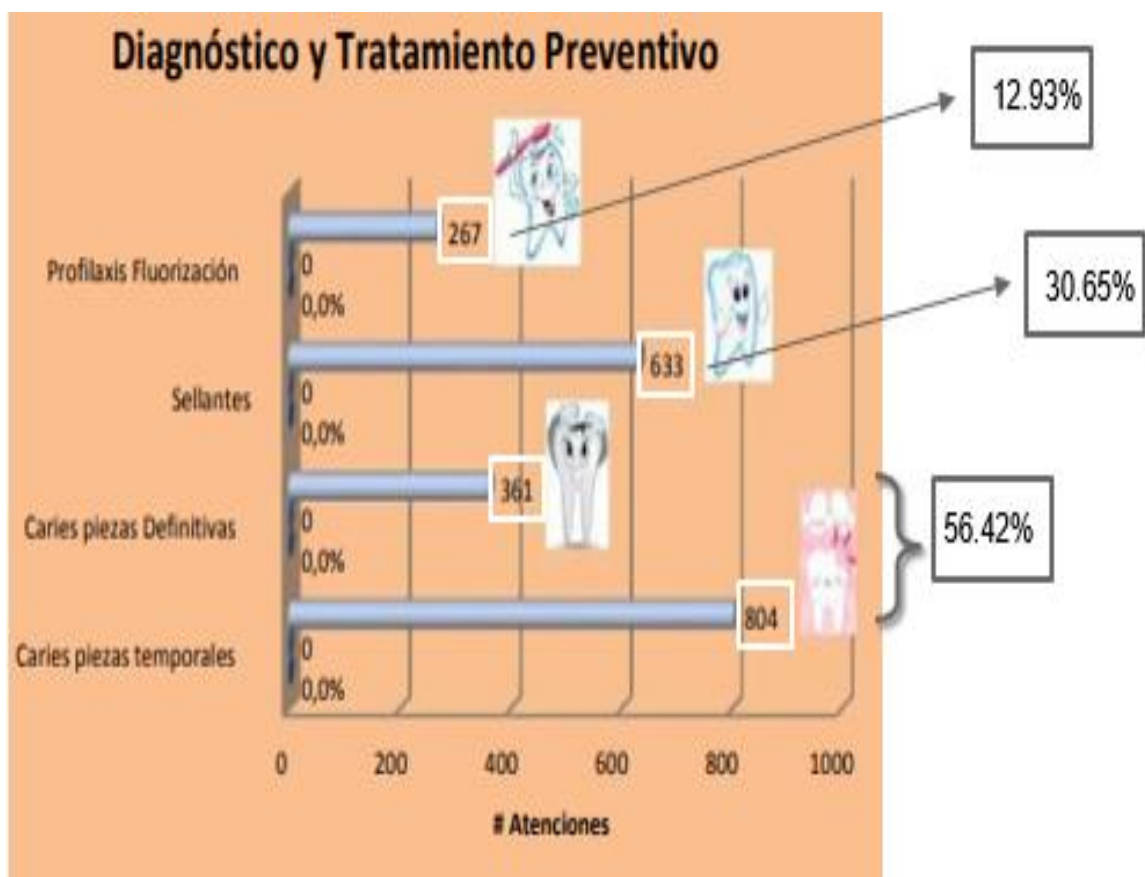 Diagnóstico y Tratamiento Preventivo
12.93%
267
Profilaxis Fluorización
0
0,0%
30.65%
633
Sellantes
0
0,0%
361
Caries piezas Definitivas
0
0,0%
56.42%
804
Caries piezas temporales
0
0,0%
0 200 400 600 800 1000
# Atenciones